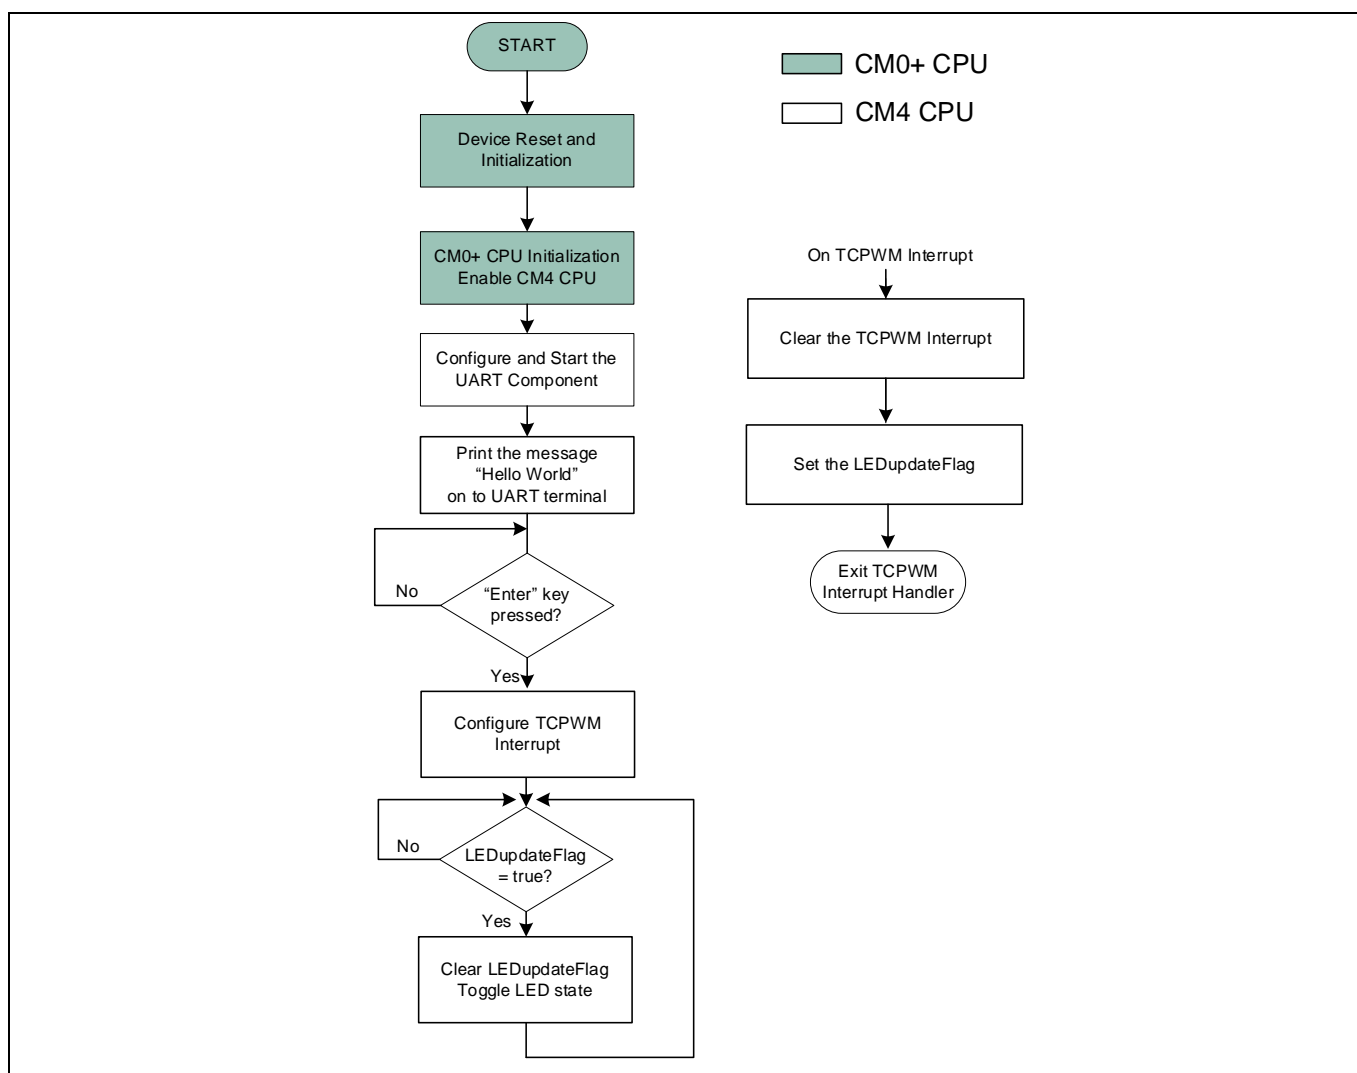 START
Device Reset and
Initialization
CM0+ CPU Initialization
Enable CM4 CPU
Configure and Start the
UART Component
Print the message
“Hello World”
on to UART terminal
“Enter” key
pressed?
No
Yes
Configure TCPWM
Interrupt
LEDupdateFlag
= true?
No
Yes
Clear LEDupdateFlag
Toggle LED state
CM0+ CPU
CM4 CPU
On TCPWM Interrupt
Clear the TCPWM Interrupt
Set the LEDupdateFlag
Exit TCPWM
Interrupt Handler